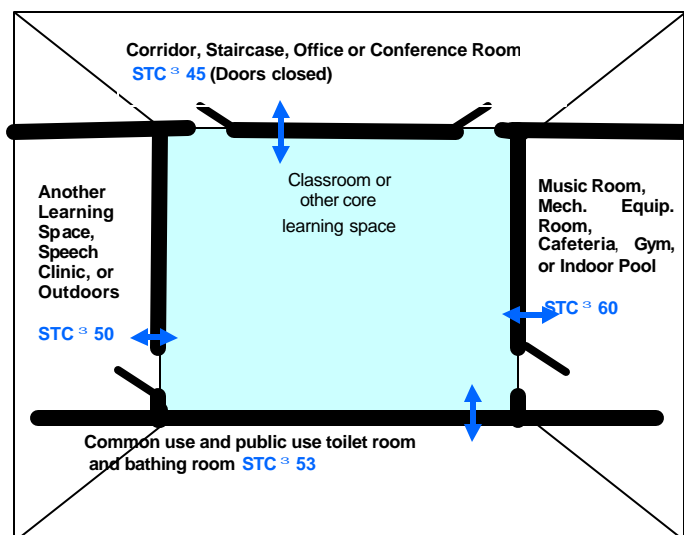 Corridor, Staircase, Office or Conference Room
STC ³ 45 (Doors closed)
Classroom or
other core
learning space
Another
Learning
Space,
Speech
Clinic, or
Outdoors
STC ³ 50
Music Room,
Mech. Equip.
Room,
Cafeteria, Gym,
or Indoor Pool
STC ³ 60
Common use and public use toilet room
and bathing room STC ³ 53